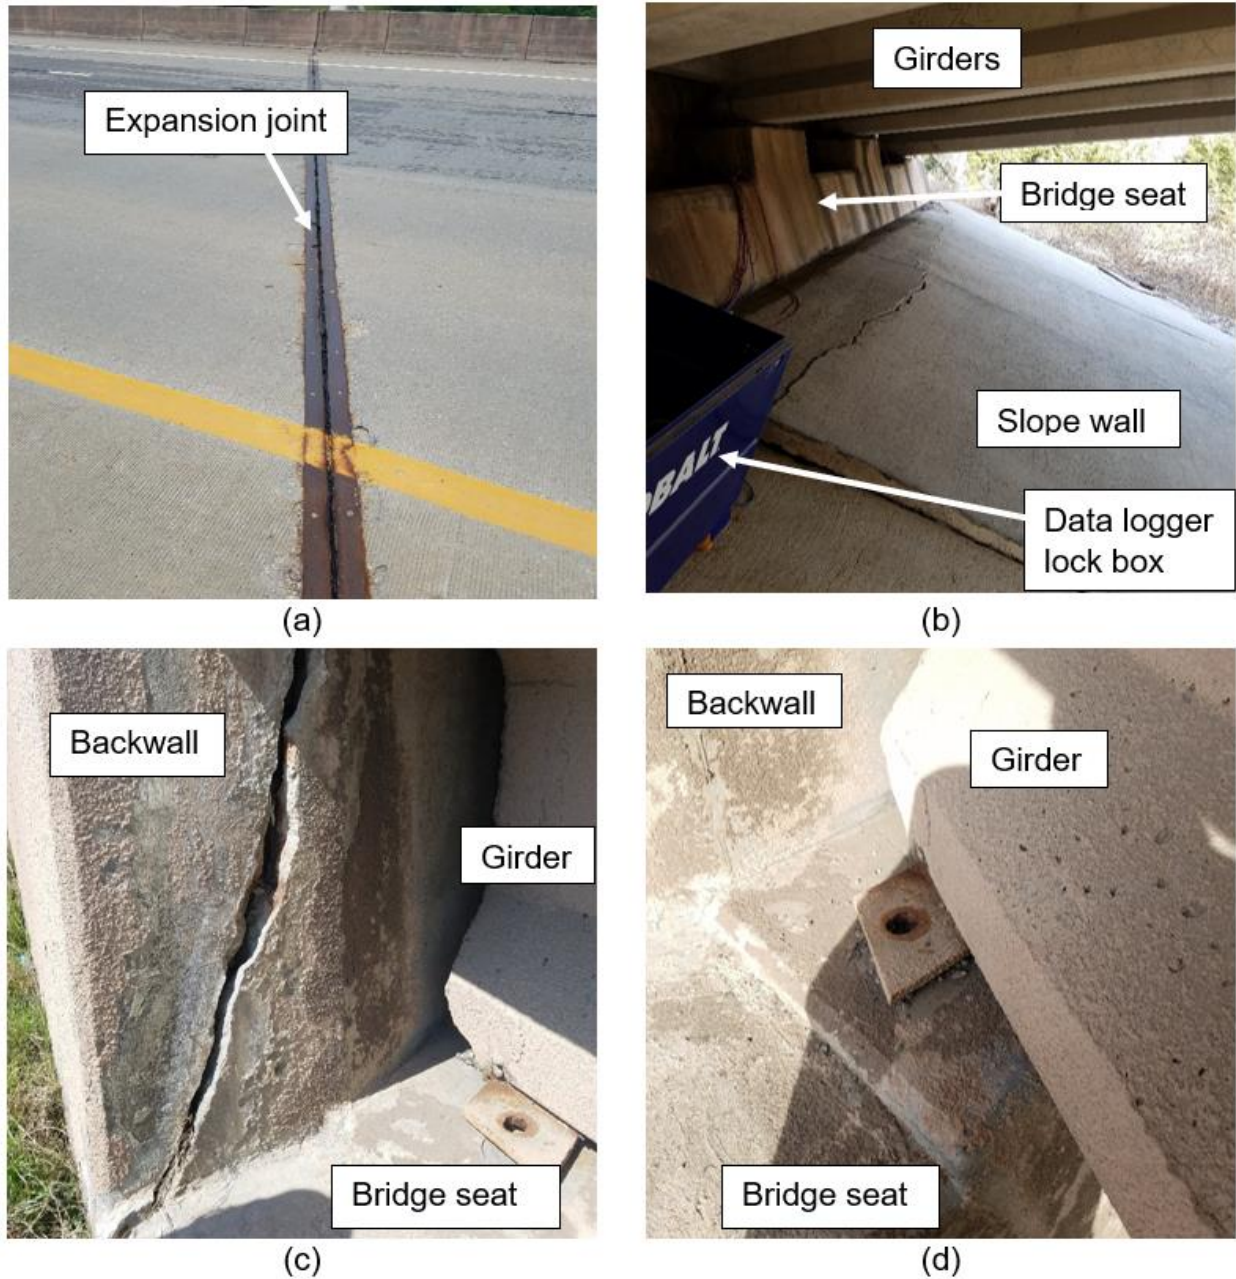 Expansion joint
(a)
Girders
Bridge seat
Slope wall
OBALT
Data logger
lock box
(b)
Backwall
Girder
Bridge seat
(c)
Backwall
Girder
Bridge seat
(d)